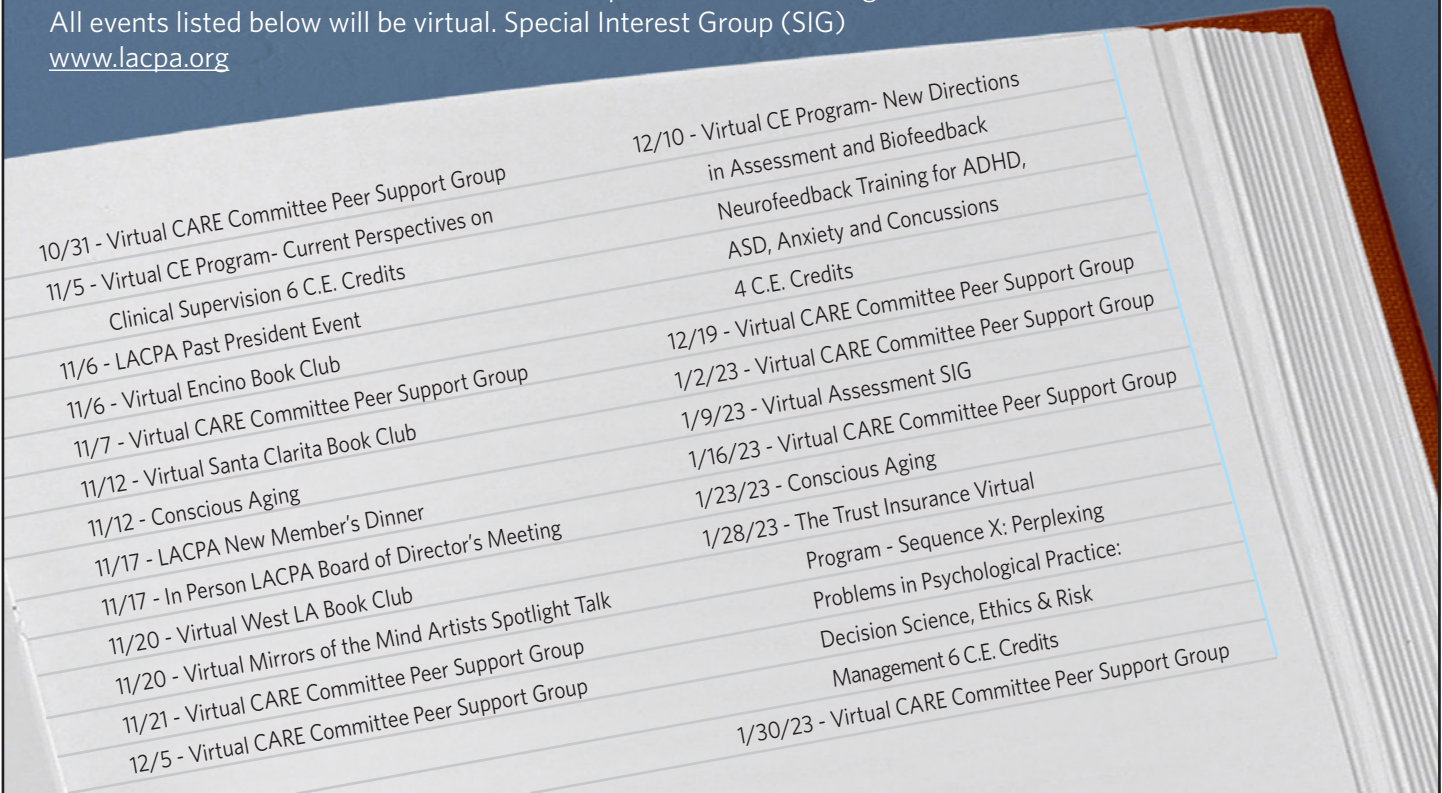 All events listed below will be virtual. Special Interest Group (SIG)
www.lacpa.org
10/31 - Virtual CARE Committee Peer Support Group
11/5 - Virtual CE Program- Current Perspectives on
Clinical Supervision 6 C.E. Credits
11/6 - LACPA Past President Event
11/6 - Virtual Encino Book Club
11/7 - Virtual CARE Committee Peer Support Group
11/12 - Virtual Santa Clarita Book Club
11/12 - Conscious Aging
11/17 - LACPA New Member's Dinner
11/17 - In Person LACPA Board of Director's Meeting
11/20 - Virtual West LA Book Club
11/20 - Virtual Mirrors of the Mind Artists Spotlight Talk
11/21 - Virtual CARE Committee Peer Support Group
12/5 - Virtual CARE Committee Peer Support Group
12/10 - Virtual CE Program- New Directions
in Assessment and Biofeedback
Neurofeedback Training for ADHD,
ASD, Anxiety and Concussions
4 C.E. Credits
12/19 - Virtual CARE Committee Peer Support Group
1/2/23 - Virtual CARE Committee Peer Support Group
1/9/23 - Virtual Assessment SIG
1/16/23 - Virtual CARE Committee Peer Support Group
1/23/23 - Conscious Aging
1/28/23 - The Trust Insurance Virtual
Program - Sequence X: Perplexing
Problems in Psychological Practice:
Decision Science, Ethics & Risk
Management 6 C.E. Credits
1/30/23 - Virtual CARE Committee Peer Support Group